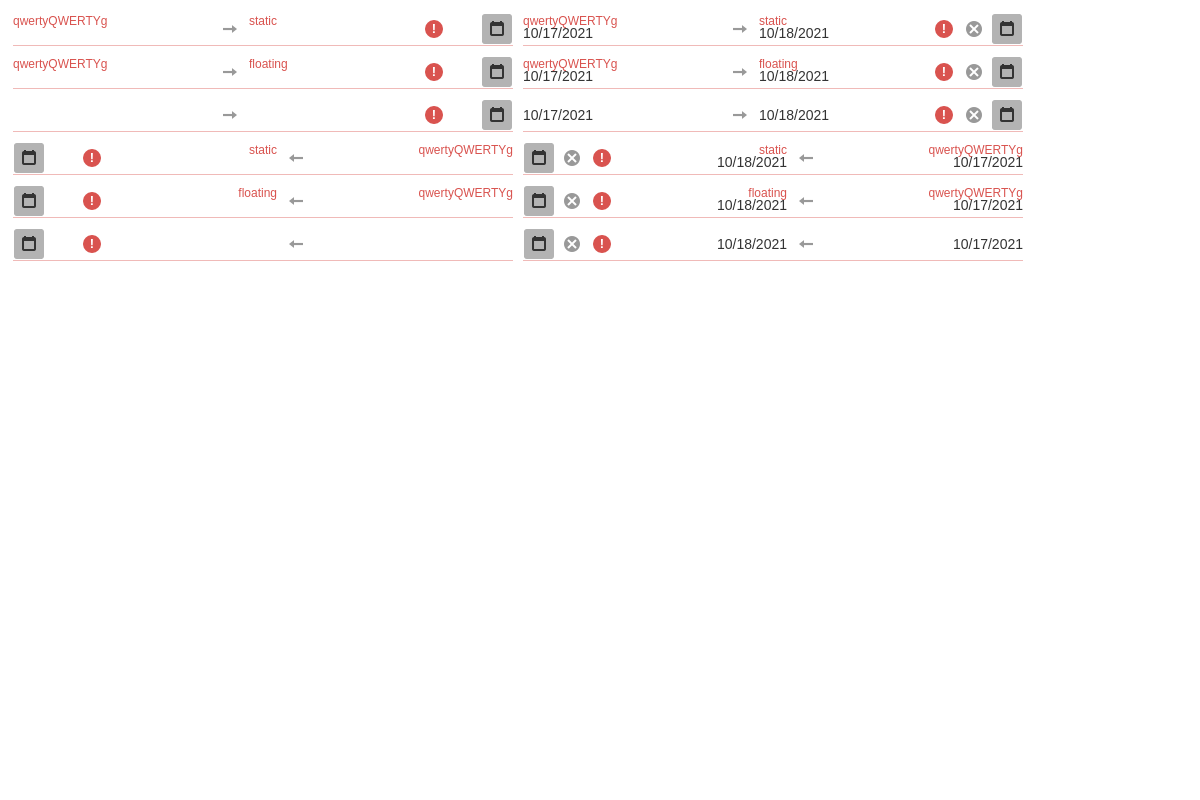 qwertyQWERTYg static ! qwertyQWERTYg static !
10/17/2021 10/18/2021
qwertyQWERTYg floating ! qwertyQWERTYg floating !
10/17/2021 10/18/2021
! 10/17/2021 10/18/2021 !
! static qwertyQWERTYg ! static qwertyQWERTYg
10/18/2021 10/17/2021
! floating qwertyQWERTYg ! floating qwertyQWERTYg
10/18/2021 10/17/2021
! ! 10/18/2021 10/17/2021